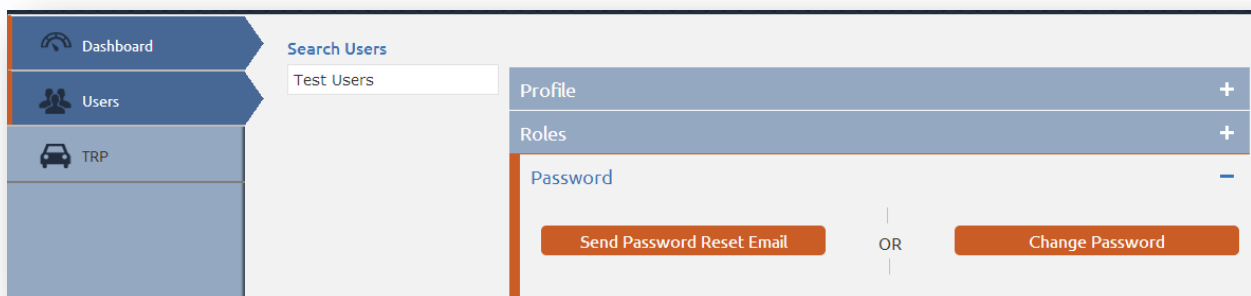 Dashboard
Users
TRP
Search Users
Test Users
Profile +
Roles +
Password −
Send Password Reset Email
OR
Change Password